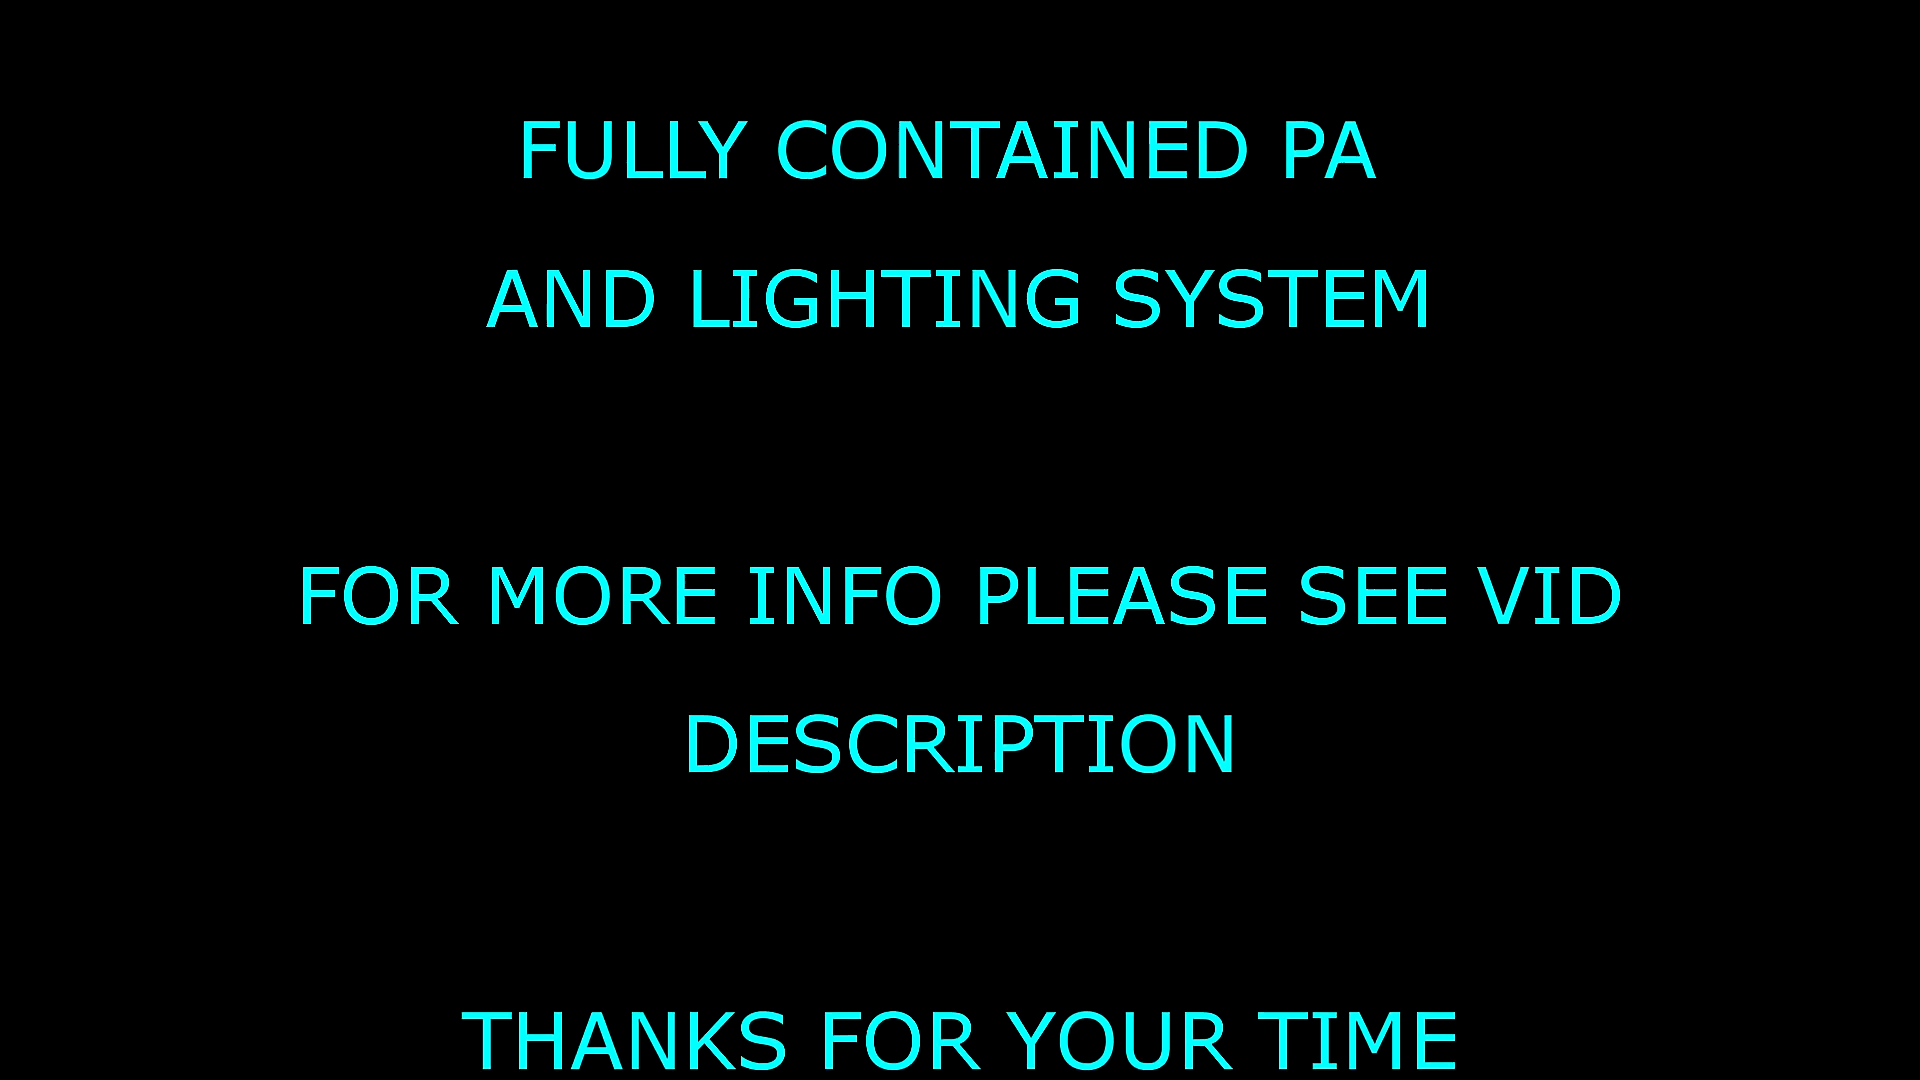 FULLY CONTAINED PA
AND LIGHTING SYSTEM
FOR MORE INFO PLEASE SEE VID
DESCRIPTION
THANKS FOR YOUR TIME